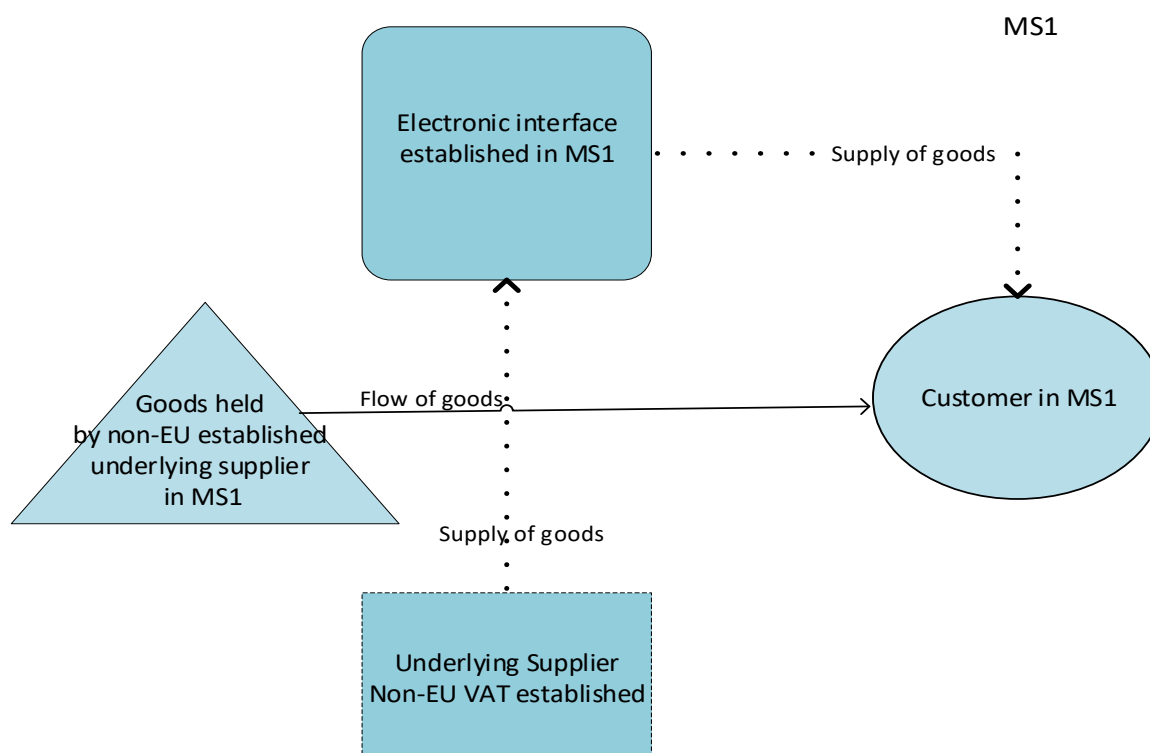 MS1
Electronic interface
established in MS1
Supply of goods
Flow of goods
Goods held
by non-EU established
underlying supplier
in MS1
Customer in MS1
Supply of goods
Underlying Supplier
Non-EU VAT established